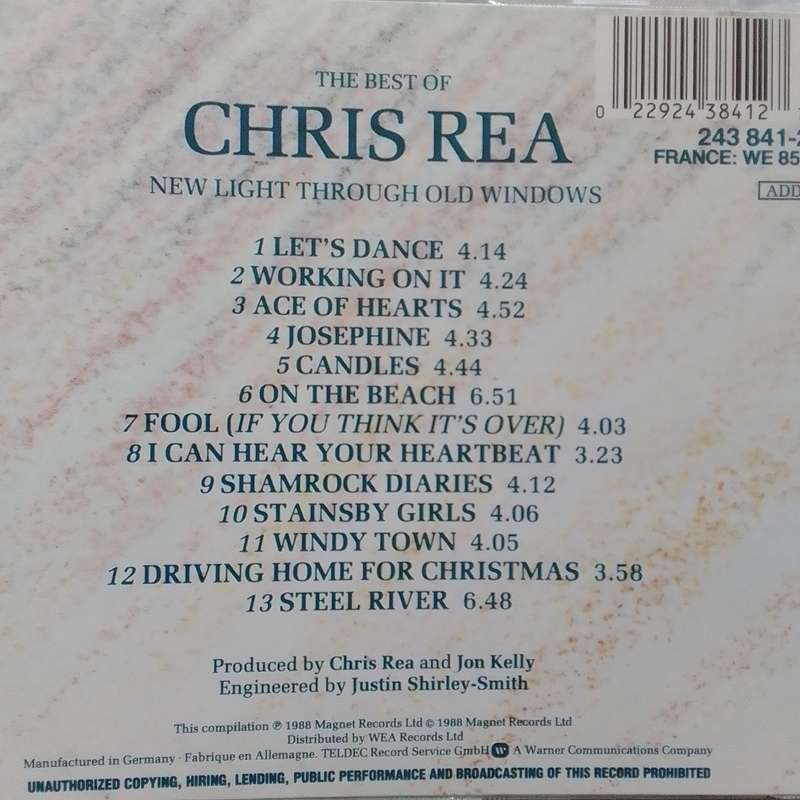 THE BEST OF
CHRIS REA
NEW LIGHT THROUGH OLD WINDOWS
0 22924 38412
243 841-2
FRANCE: WE 85
ADD
1 LET'S DANCE 4.14
2 WORKING ON IT 4.24
3 ACE OF HEARTS 4.52
4 JOSEPHINE 4.33
5 CANDLES 4.44
6 ON THE BEACH 6.51
7 FOOL (IF YOU THINK IT'S OVER) 4.03
8 I CAN HEAR YOUR HEARTBEAT 3.23
9 SHAMROCK DIARIES 4.12
10 STAINSBY GIRLS 4.06
11 WINDY TOWN 4.05
12 DRIVING HOME FOR CHRISTMAS 3.58
13 STEEL RIVER 6.48
Produced by Chris Rea and Jon Kelly
Engineered by Justin Shirley-Smith
This compilation ℗ 1988 Magnet Records Ltd © 1988 Magnet Records Ltd
Distributed by WEA Records Ltd
Manufactured in Germany · Fabrique en Allemagne. TELDEC Record Service GmbH W A Warner Communications Company
UNAUTHORIZED COPYING, HIRING, LENDING, PUBLIC PERFORMANCE AND BROADCASTING OF THIS RECORD PROHIBITED